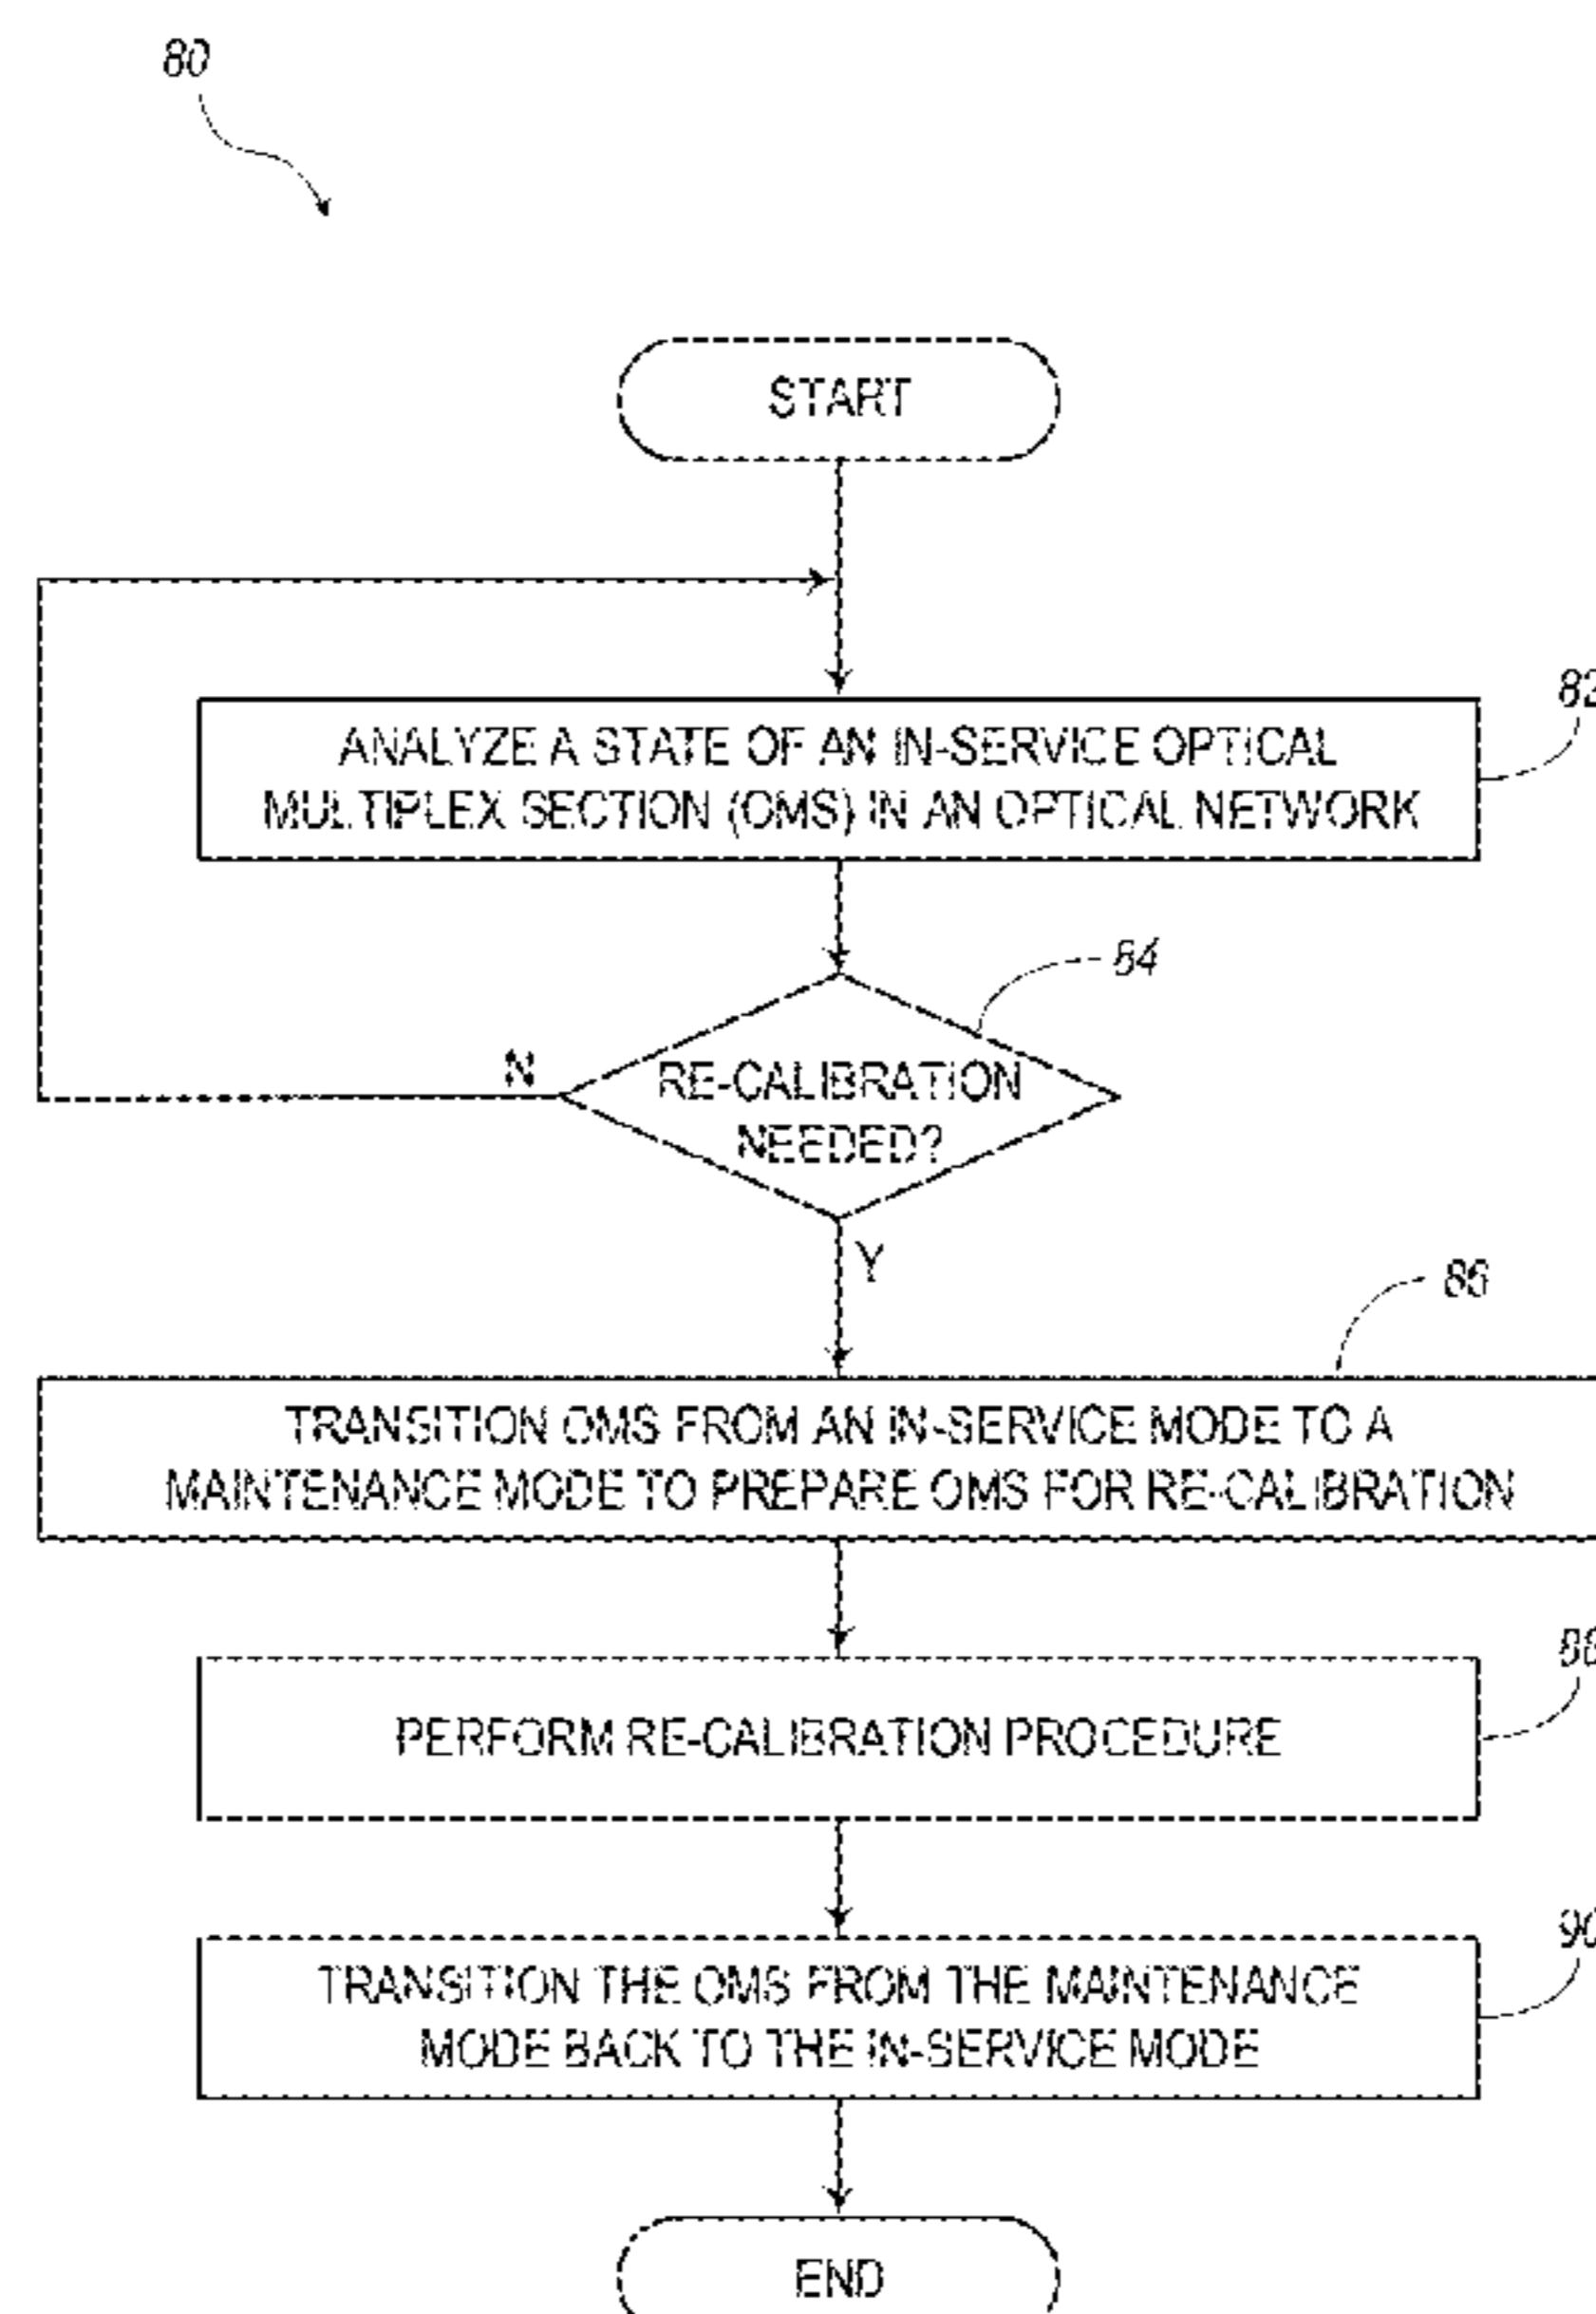 80
START
82
ANALYZE A STATE OF AN IN-SERVICE OPTICAL
MULTIPLEX SECTION (OMS) IN AN OPTICAL NETWORK
84
N
RE-CALIBRATION
NEEDED?
Y
86
TRANSITION OMS FROM AN IN-SERVICE MODE TO A
MAINTENANCE MODE TO PREPARE OMS FOR RE-CALIBRATION
88
PERFORM RE-CALIBRATION PROCEDURE
90
TRANSITION THE OMS FROM THE MAINTENANCE
MODE BACK TO THE IN-SERVICE MODE
END